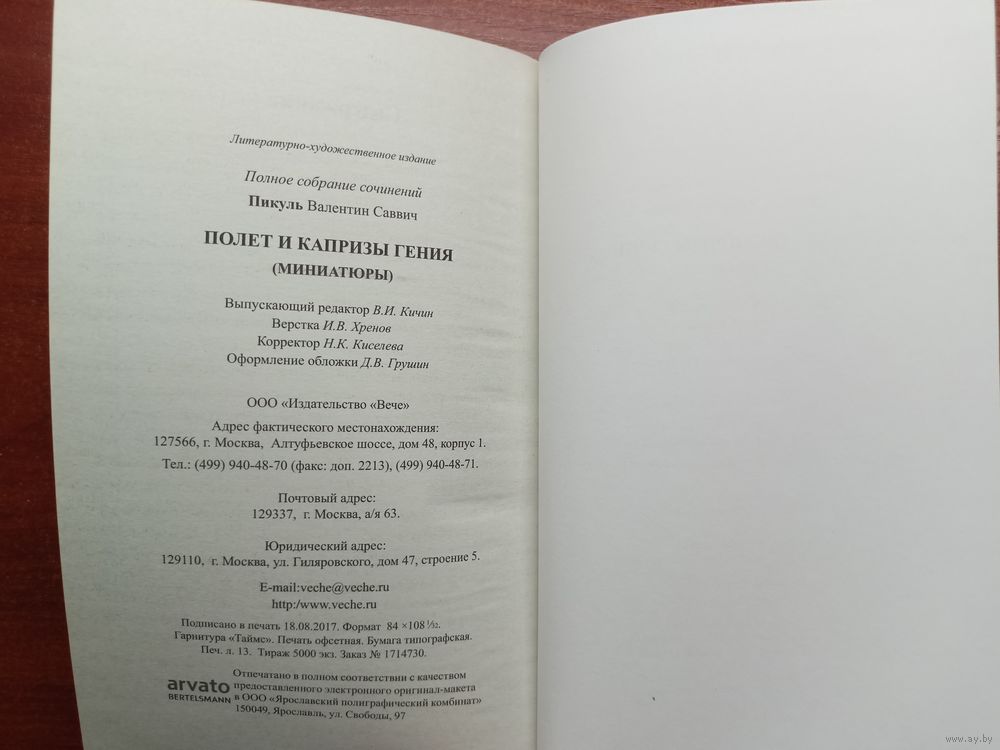 Литературно-художественное издание
Полное собрание сочинений
Пикуль Валентин Саввич
ПОЛЕТ И КАПРИЗЫ ГЕНИЯ
(МИНИАТЮРЫ)
Выпускающий редактор В.И. Кичин
Верстка И.В. Хренов
Корректор Н.К. Киселева
Оформление обложки Д.В. Грушин
ООО «Издательство «Вече»
Адрес фактического местонахождения:
127566, г. Москва, Алтуфьевское шоссе, дом 48, корпус 1.
Тел.: (499) 940-48-70 (факс: доп. 2213), (499) 940-48-71.
Почтовый адрес:
129337, г. Москва, а/я 63.
Юридический адрес:
129110, г. Москва, ул. Гиляровского, дом 47, строение 5.
E-mail:veche@veche.ru
http:/www.veche.ru
Подписано в печать 18.08.2017. Формат 84 ×108 1/32.
Гарнитура «Таймс». Печать офсетная. Бумага типографская.
Печ. л. 13. Тираж 5000 экз. Заказ № 1714730.
arvato
BERTELSMANN
Отпечатано в полном соответствии с качеством
предоставленного электронного оригинал-макета
в ООО «Ярославский полиграфический комбинат»
150049, Ярославль, ул. Свободы, 97
www.ay.by